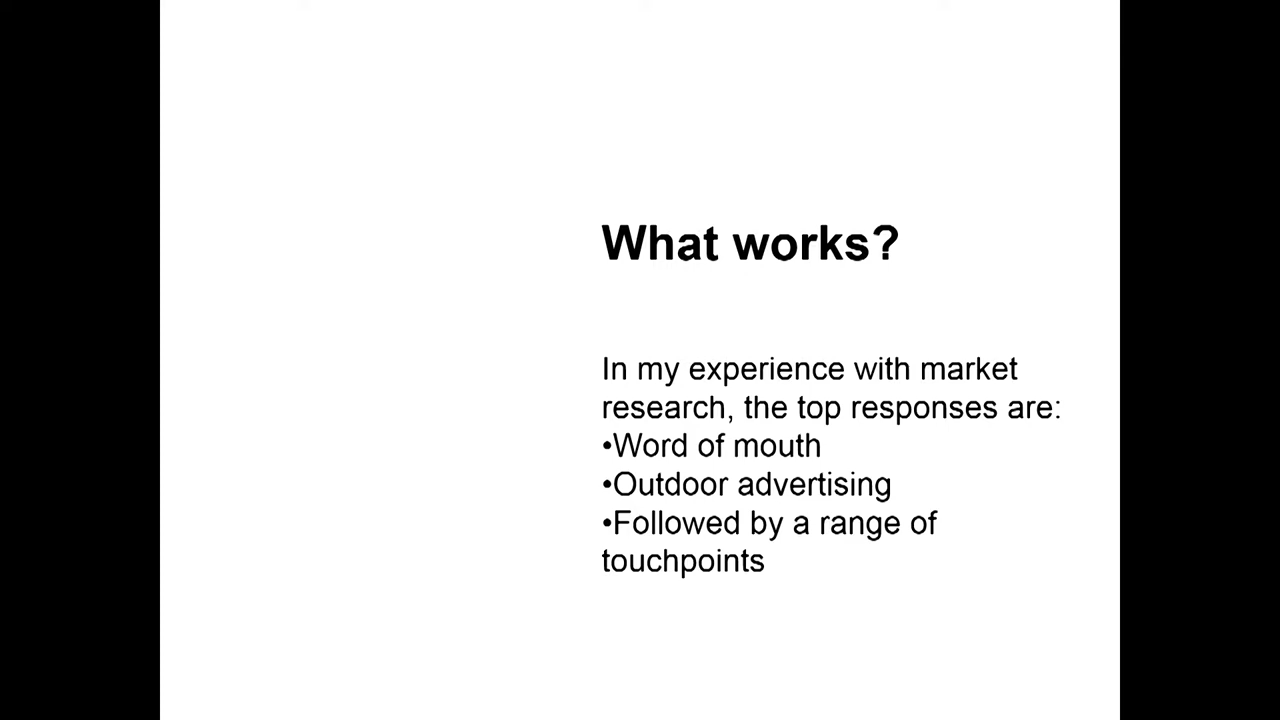 What works?
In my experience with market
research, the top responses are:
•Word of mouth
•Outdoor advertising
•Followed by a range of
touchpoints